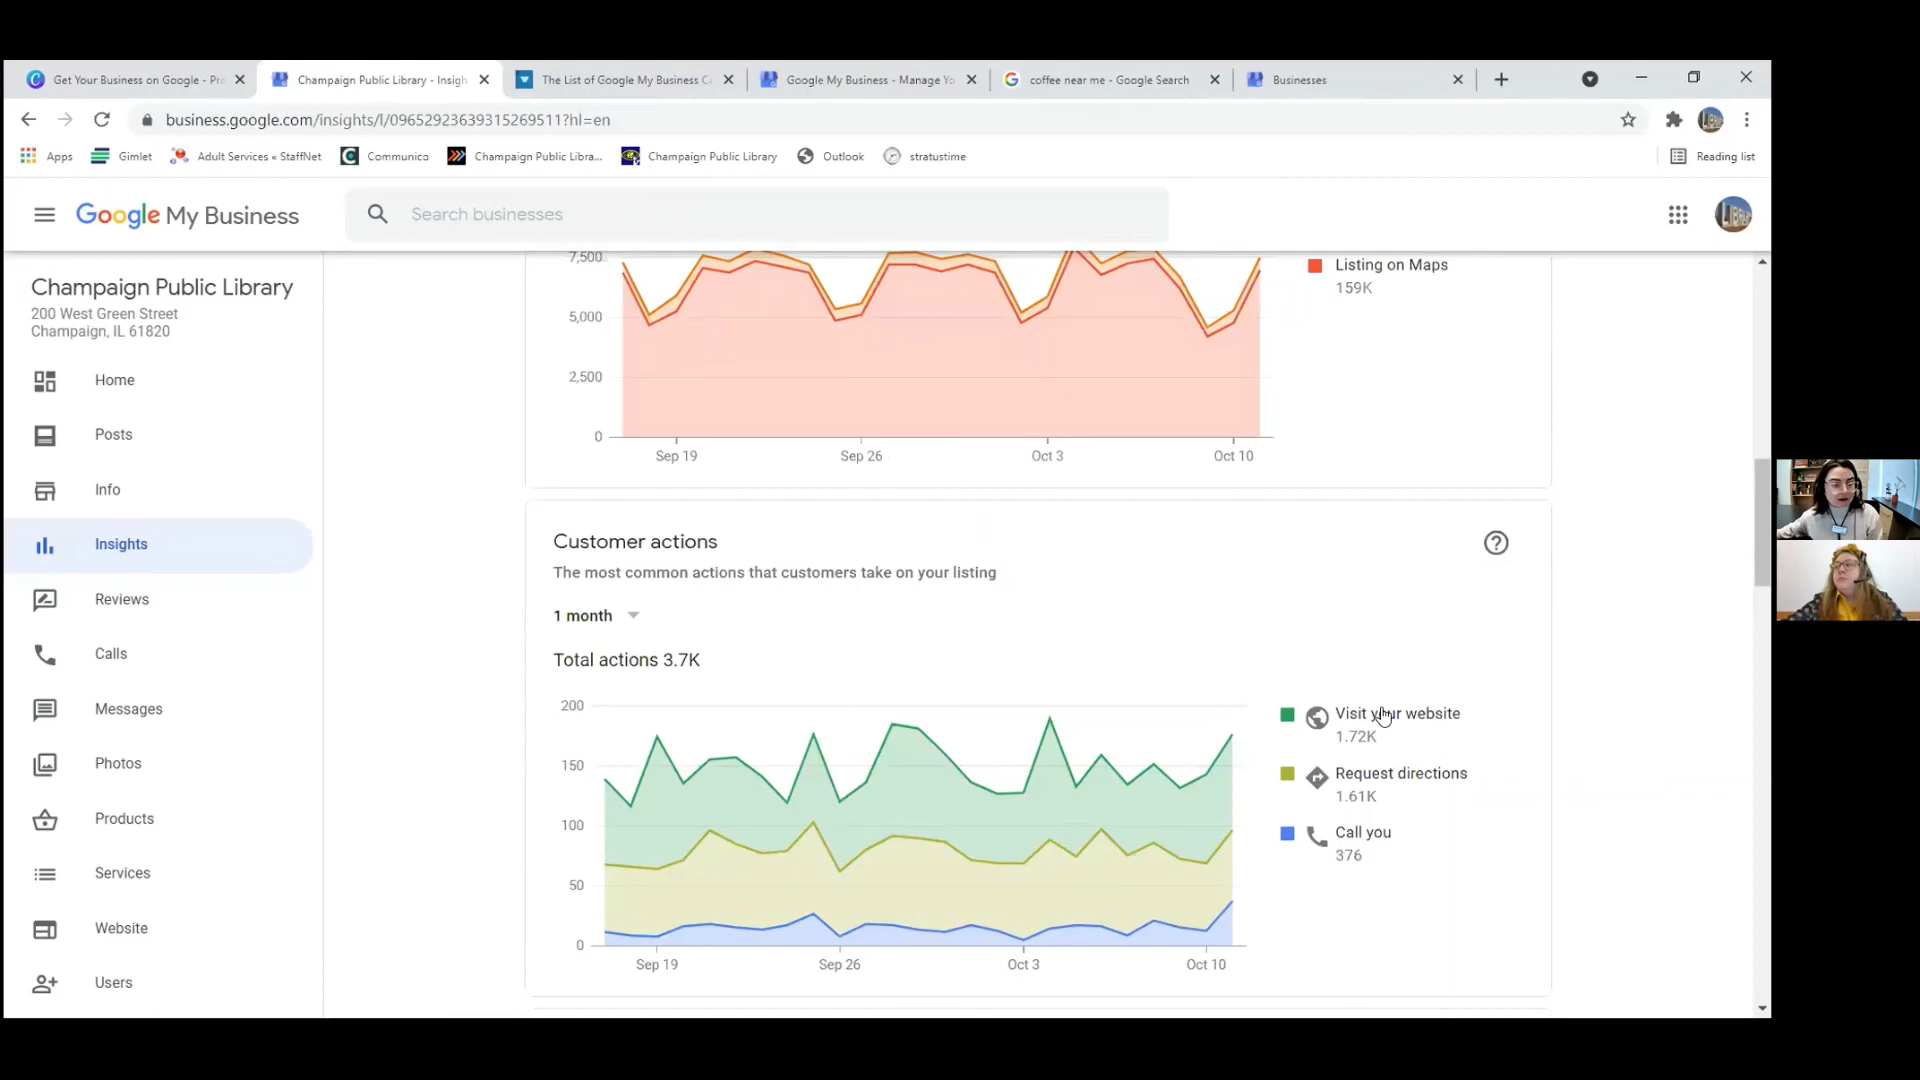 Get Your Business on Google - Pr
Champaign Public Library - Insigh
The List of Google My Business C
Google My Business - Manage Yo
coffee near me - Google Search
Businesses
business.google.com/insights/l/09652923639315269511?hl=en
Apps
Gimlet
Adult Services « StaffNet
Communico
Champaign Public Libra...
Champaign Public Library
Outlook
stratustime
Reading list
Google My Business
Search businesses
Champaign Public Library
200 West Green Street
Champaign, IL 61820
Home
Posts
Info
Insights
Reviews
Calls
Messages
Photos
Products
Services
Website
Users
7,500
5,000
2,500
0
Sep 19
Sep 26
Oct 3
Oct 10
Listing on Maps
159K
Customer actions
The most common actions that customers take on your listing
1 month
Total actions 3.7K
200
150
100
50
0
Sep 19
Sep 26
Oct 3
Oct 10
Visit your website
1.72K
Request directions
1.61K
Call you
376